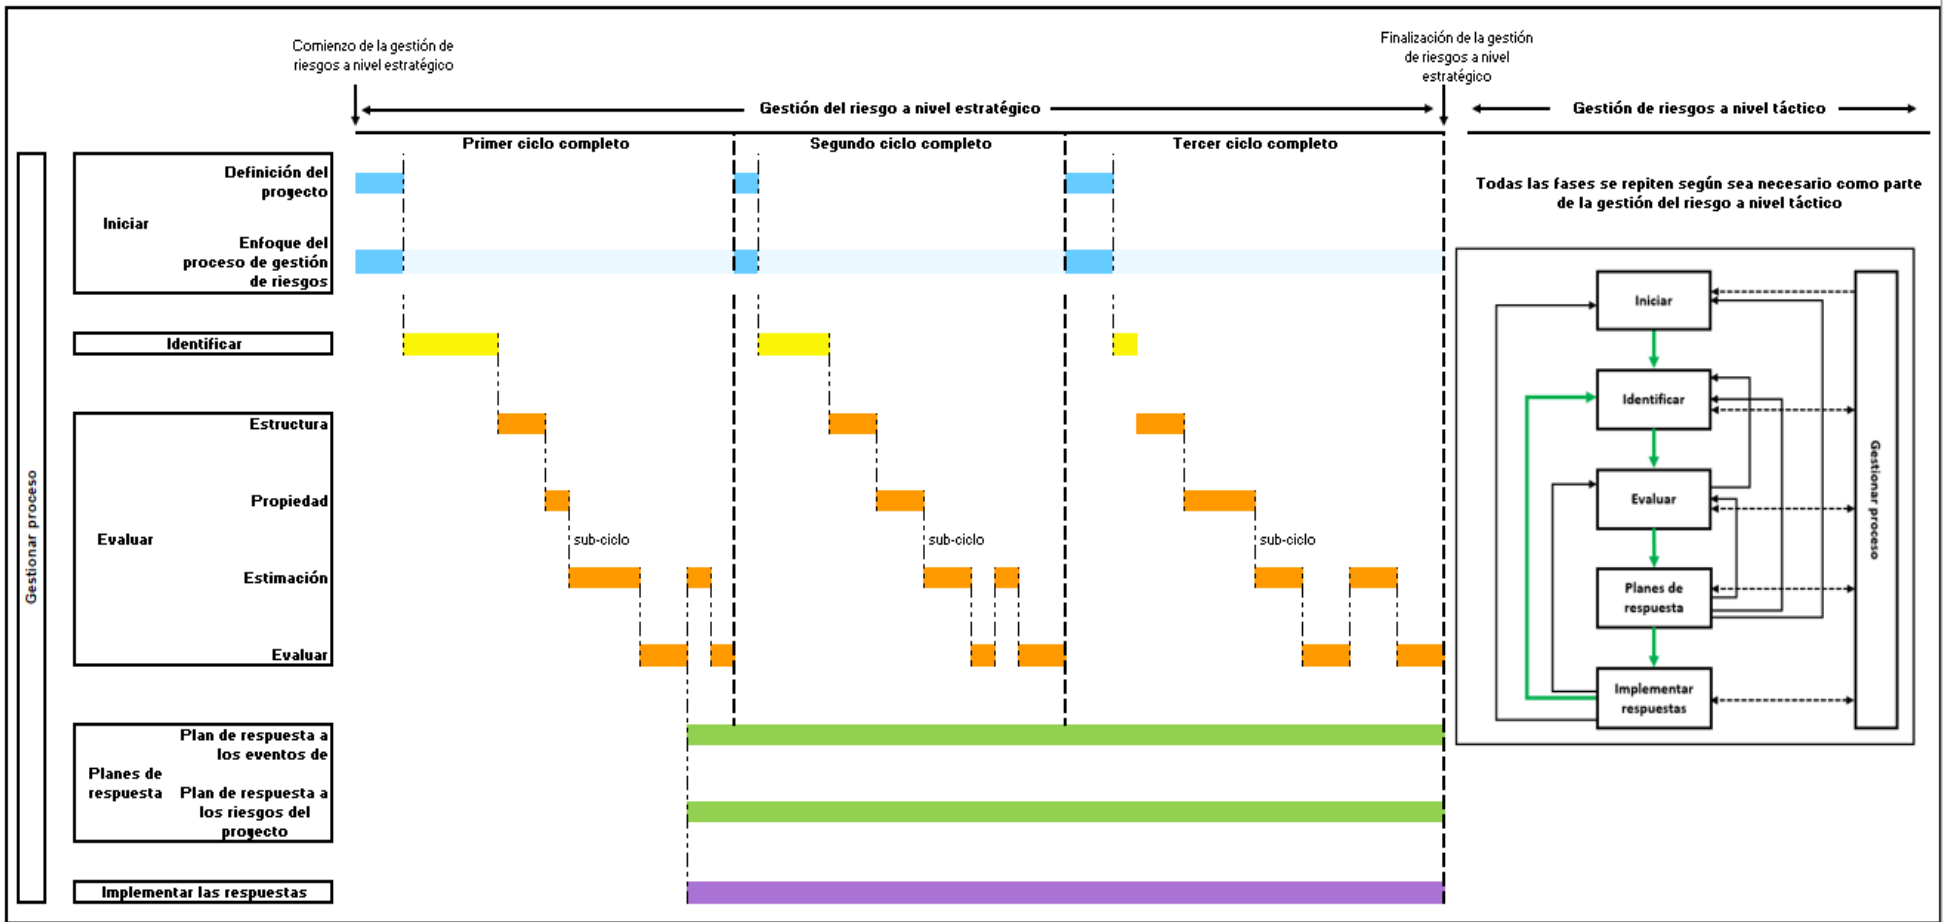 Comienzo de la gestión de
riesgos a nivel estratégico
Finalización de la gestión
de riesgos a nivel
estratégico
Gestión del riesgo a nivel estratégico
Gestión de riesgos a nivel táctico
Primer ciclo completo
Segundo ciclo completo
Tercer ciclo completo
Gestionar proceso
Iniciar
Definición del
proyecto
Enfoque del
proceso de gestión
de riesgos
Identificar
Evaluar
Estructura
Propiedad
sub-ciclo
sub-ciclo
sub-ciclo
Estimación
Evaluar
Planes de
respuesta
Plan de respuesta a
los eventos de
Plan de respuesta a
los riesgos del
proyecto
Implementar las respuestas
Todas las fases se repiten según sea necesario como parte
de la gestión del riesgo a nivel táctico
Iniciar
Identificar
Evaluar
Planes de
respuesta
Implementar
respuestas
Gestionar proceso